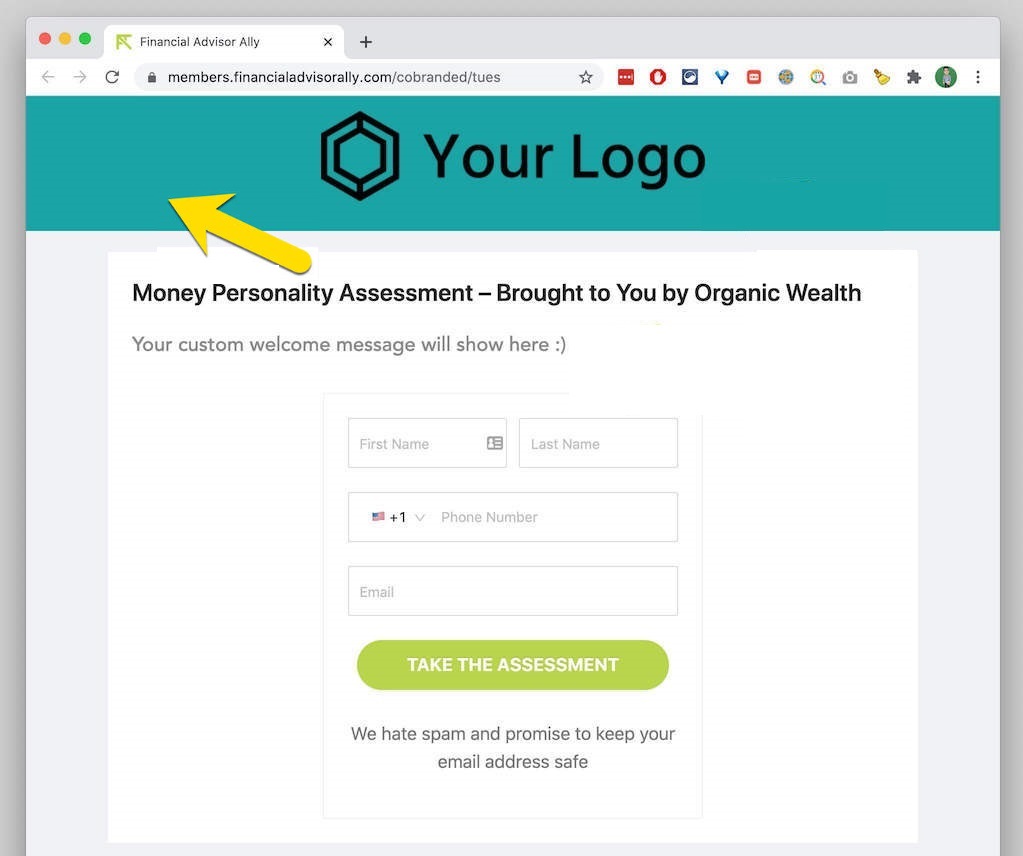 Financial Advisor Ally
members.financialadvisorally.com/cobranded/tues
Your Logo
Money Personality Assessment – Brought to You by Organic Wealth
Your custom welcome message will show here :)
First Name
Last Name
+1
Phone Number
Email
TAKE THE ASSESSMENT
We hate spam and promise to keep your
email address safe